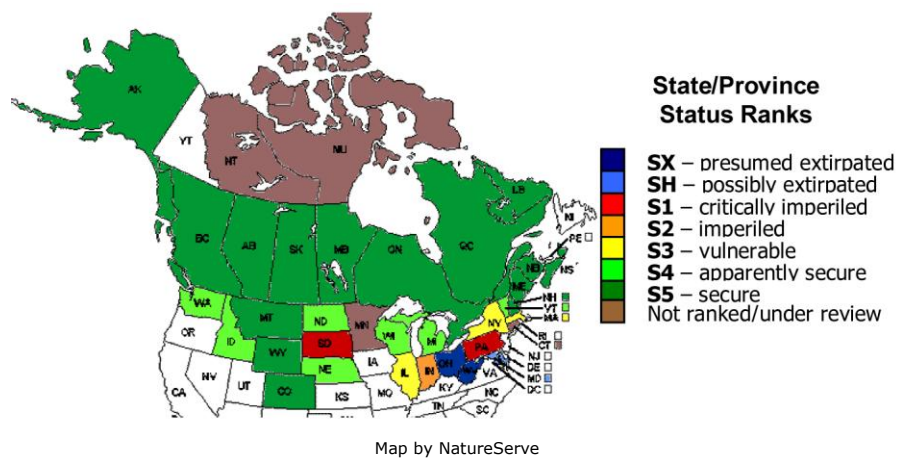 State/Province
Status Ranks
SX – presumed extirpated
SH – possibly extirpated
S1 – critically imperiled
S2 – imperiled
S3 – vulnerable
S4 – apparently secure
S5 – secure
Not ranked/under review
AK
YT
NT
NU
BC
AB
SK
MB
ON
QC
LB
NI
PE
NB
NS
ME
NH
VT
MA
RI
CT
NJ
DE
MD
DC
WA
OR
CA
NV
ID
UT
MT
WY
CO
ND
SD
NE
KS
MN
IA
MO
WI
IL
MI
IN
KY
TN
OH
VA
NC
SC
PA
NY
Map by NatureServe